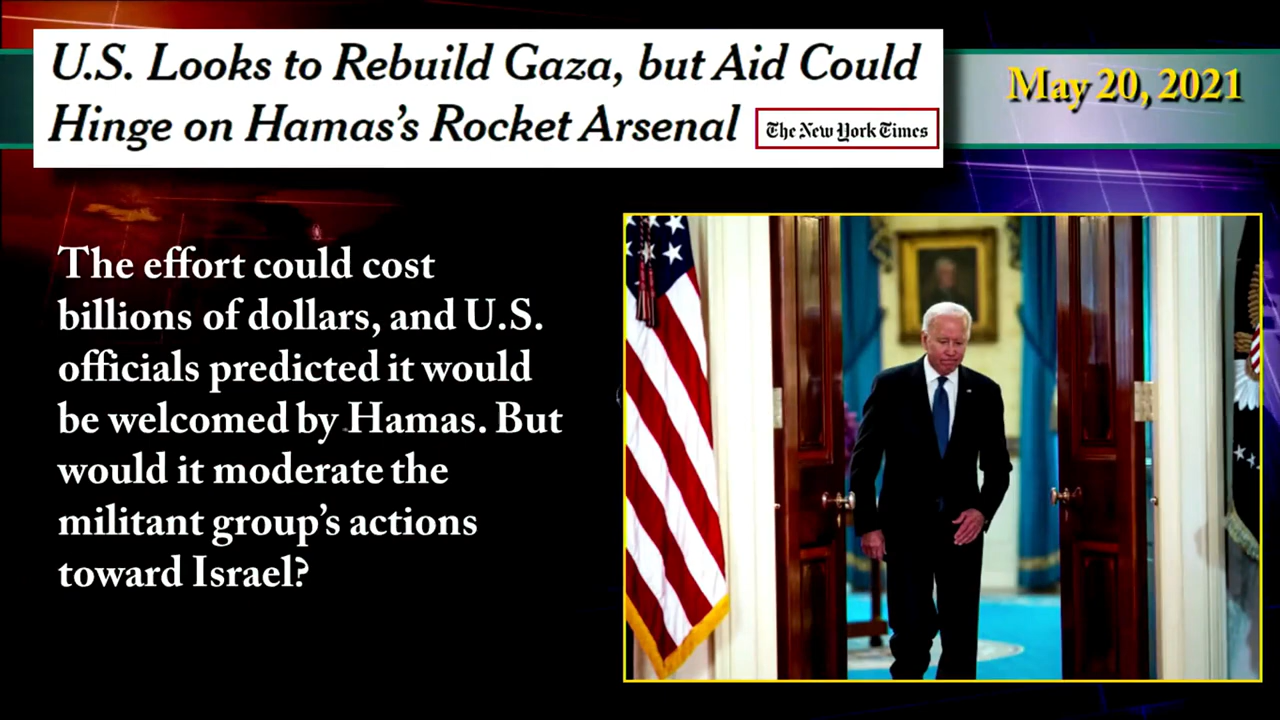 U.S. Looks to Rebuild Gaza, but Aid Could
Hinge on Hamas's Rocket Arsenal
The New York Times
May 20, 2021
The effort could cost
billions of dollars, and U.S.
officials predicted it would
be welcomed by Hamas. But
would it moderate the
militant group's actions
toward Israel?